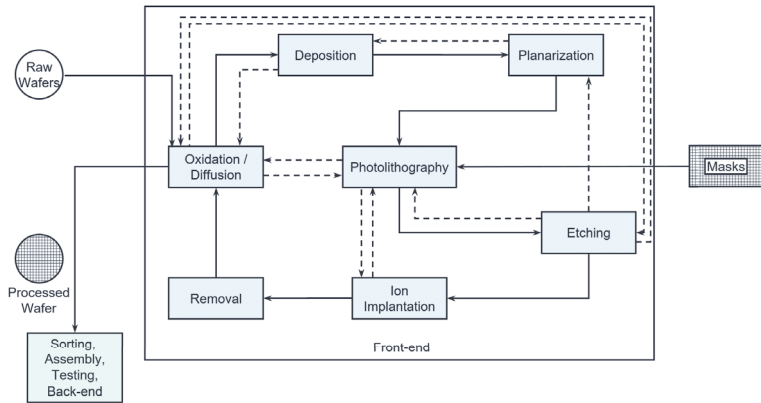 Raw
Wafers
Deposition
Planarization
Oxidation /
Diffusion
Photolithography
Masks
Etching
Processed
Wafer
Removal
Ion
Implantation
Sorting,
Assembly,
Testing,
Back-end
Front-end